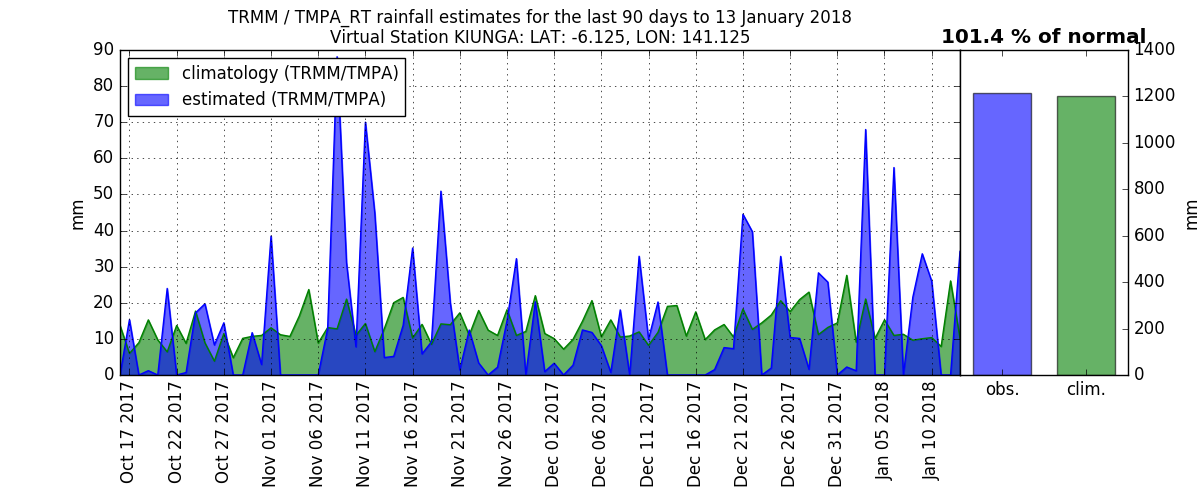 TRMM / TMPA_RT rainfall estimates for the last 90 days to 13 January 2018
Virtual Station KIUNGA: LAT: -6.125, LON: 141.125
101.4 % of normal
climatology (TRMM/TMPA)
estimated (TRMM/TMPA)
mm
90
80
70
60
50
40
30
20
10
0
1400
1200
1000
800
600
400
200
0
mm
Oct 17 2017
Oct 22 2017
Oct 27 2017
Nov 01 2017
Nov 06 2017
Nov 11 2017
Nov 16 2017
Nov 21 2017
Nov 26 2017
Dec 01 2017
Dec 06 2017
Dec 11 2017
Dec 16 2017
Dec 21 2017
Dec 26 2017
Dec 31 2017
Jan 05 2018
Jan 10 2018
obs.
clim.